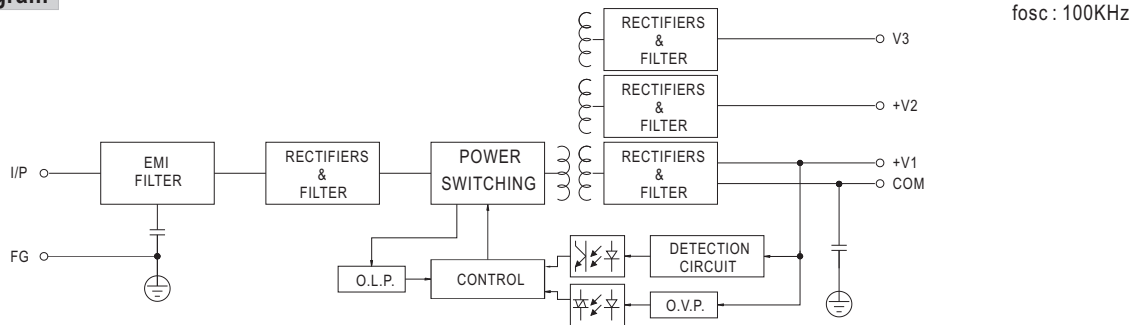 gram
fosc : 100KHz
RECTIFIERS
&
FILTER
V3
RECTIFIERS
&
FILTER
+V2
I/P
EMI
FILTER
RECTIFIERS
&
FILTER
POWER
SWITCHING
RECTIFIERS
&
FILTER
+V1
COM
FG
O.L.P.
CONTROL
DETECTION
CIRCUIT
O.V.P.